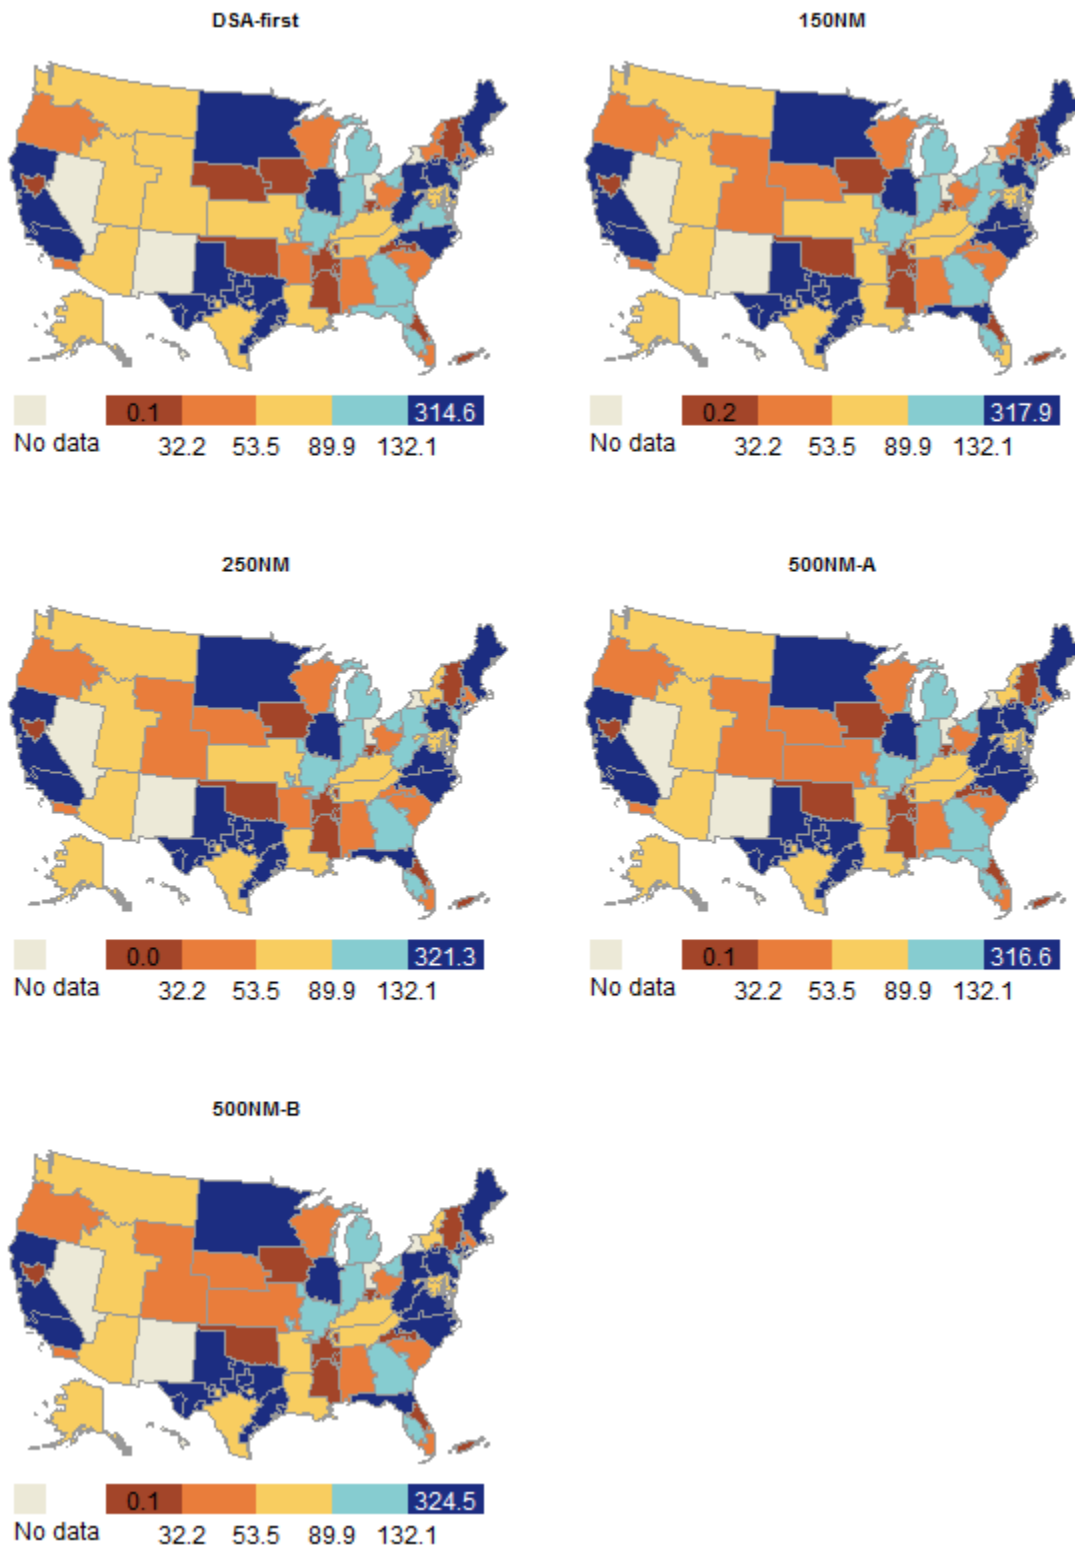 DSA-first
150NM
0.1 314.6
No data 32.2 53.5 89.9 132.1
0.2 317.9
No data 32.2 53.5 89.9 132.1
250NM
500NM-A
0.0 321.3
No data 32.2 53.5 89.9 132.1
0.1 316.6
No data 32.2 53.5 89.9 132.1
500NM-B
0.1 324.5
No data 32.2 53.5 89.9 132.1